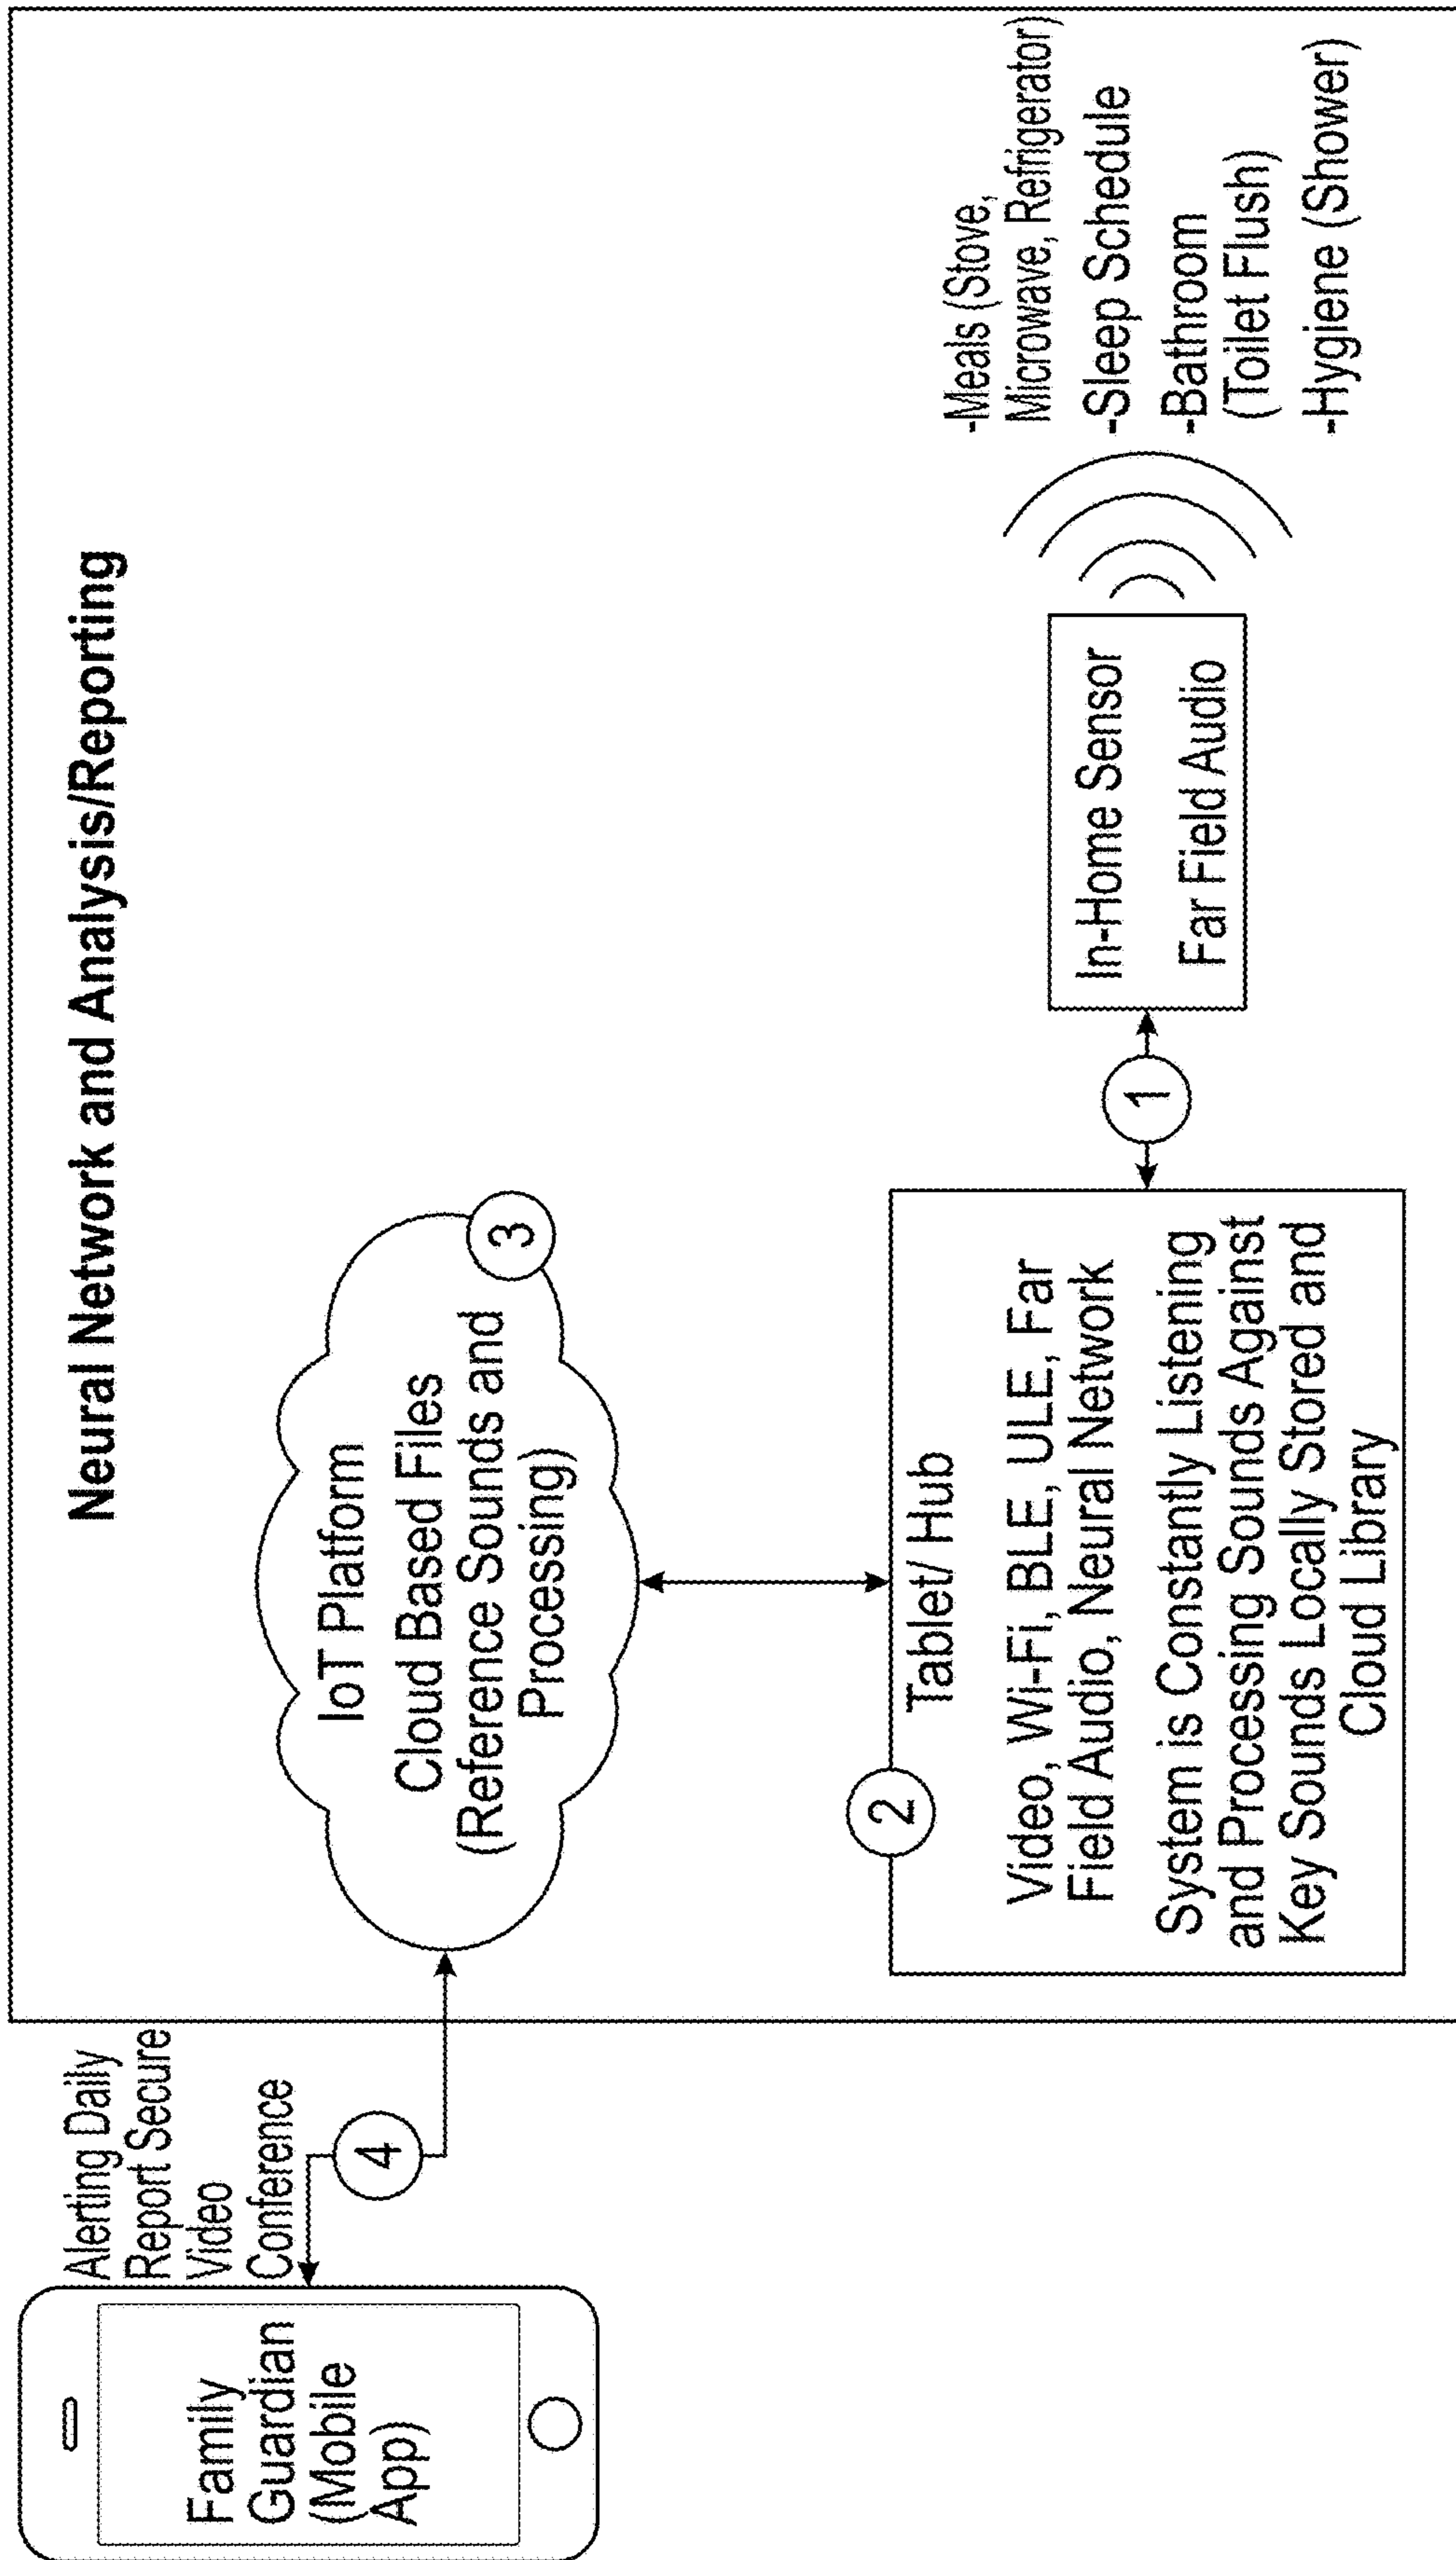 Neural Network and Analysis/Reporting
Alerting Daily
Report Secure
Video
Conference
Family
Guardian
(Mobile
App)
4
IoT Platform
Cloud Based Files
(Reference Sounds and
Processing)
3
2
Tablet/ Hub
Video, Wi-Fi, BLE, ULE, Far
Field Audio, Neural Network
System is Constantly Listening
and Processing Sounds Against
Key Sounds Locally Stored and
Cloud Library
1
In-Home Sensor
Far Field Audio
-Meals (Stove,
Microwave, Refrigerator)
-Sleep Schedule
-Bathroom
(Toilet Flush)
-Hygiene (Shower)